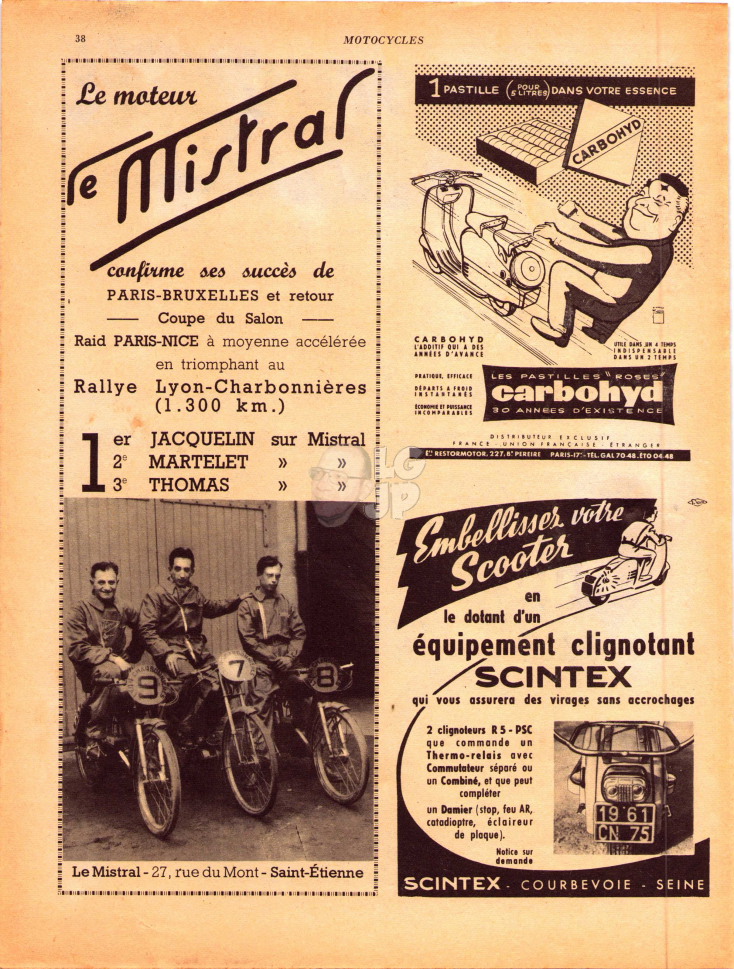 38
MOTOCYCLES
Le moteur
le Mistral
confirme ses succès de
PARIS-BRUXELLES et retour
— Coupe du Salon —
Raid PARIS-NICE à moyenne accélérée
en triomphant au
Rallye Lyon-Charbonnières
(1.300 km.)
1er JACQUELIN sur Mistral
2e MARTELET » »
3e THOMAS » »
9
7
8
Le Mistral - 27, rue du Mont - Saint-Étienne
1 PASTILLE (POUR 5 LITRES) DANS VOTRE ESSENCE
CARBOHYD
CARBOHYD
L'ADDITIF QUI A DES
ANNÉES D'AVANCE
UTILE DANS UN 4 TEMPS
INDISPENSABLE
DANS UN 2 TEMPS
PRATIQUE, EFFICACE
DÉPARTS A FROID
INSTANTANÉS
ÉCONOMIE ET PUISSANCE
INCOMPARABLES
LES PASTILLES "ROSES"
carbohyd
30 ANNÉES D'EXISTENCE
DISTRIBUTEUR EXCLUSIF
FRANCE - UNION FRANÇAISE - ÉTRANGER
Ets RESTORMOTOR. 227, Bd PEREIRE PARIS-17e - TÉL. GAL 70-48. ÉTO 04-48
LG
JP
Embellissez votre
Scooter
en
le dotant d'un
équipement clignotant
SCINTEX
qui vous assurera des virages sans accrochages
2 clignoteurs R 5 - PSC
que commande un
Thermo-relais avec
Commutateur séparé ou
un Combiné, et que peut
compléter
un Damier (stop, feu AR,
catadioptre, éclaireur
de plaque).
Notice sur
demande
19 61
CN 75
SCINTEX - COURBEVOIE - SEINE